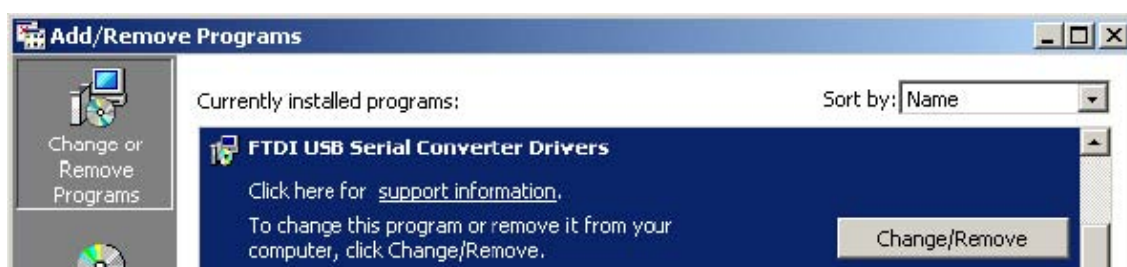 Add/Remove Programs
Change or
Remove
Programs
Currently installed programs:
Sort by: Name
FTDI USB Serial Converter Drivers
Click here for support information.
To change this program or remove it from your
computer, click Change/Remove.
Change/Remove